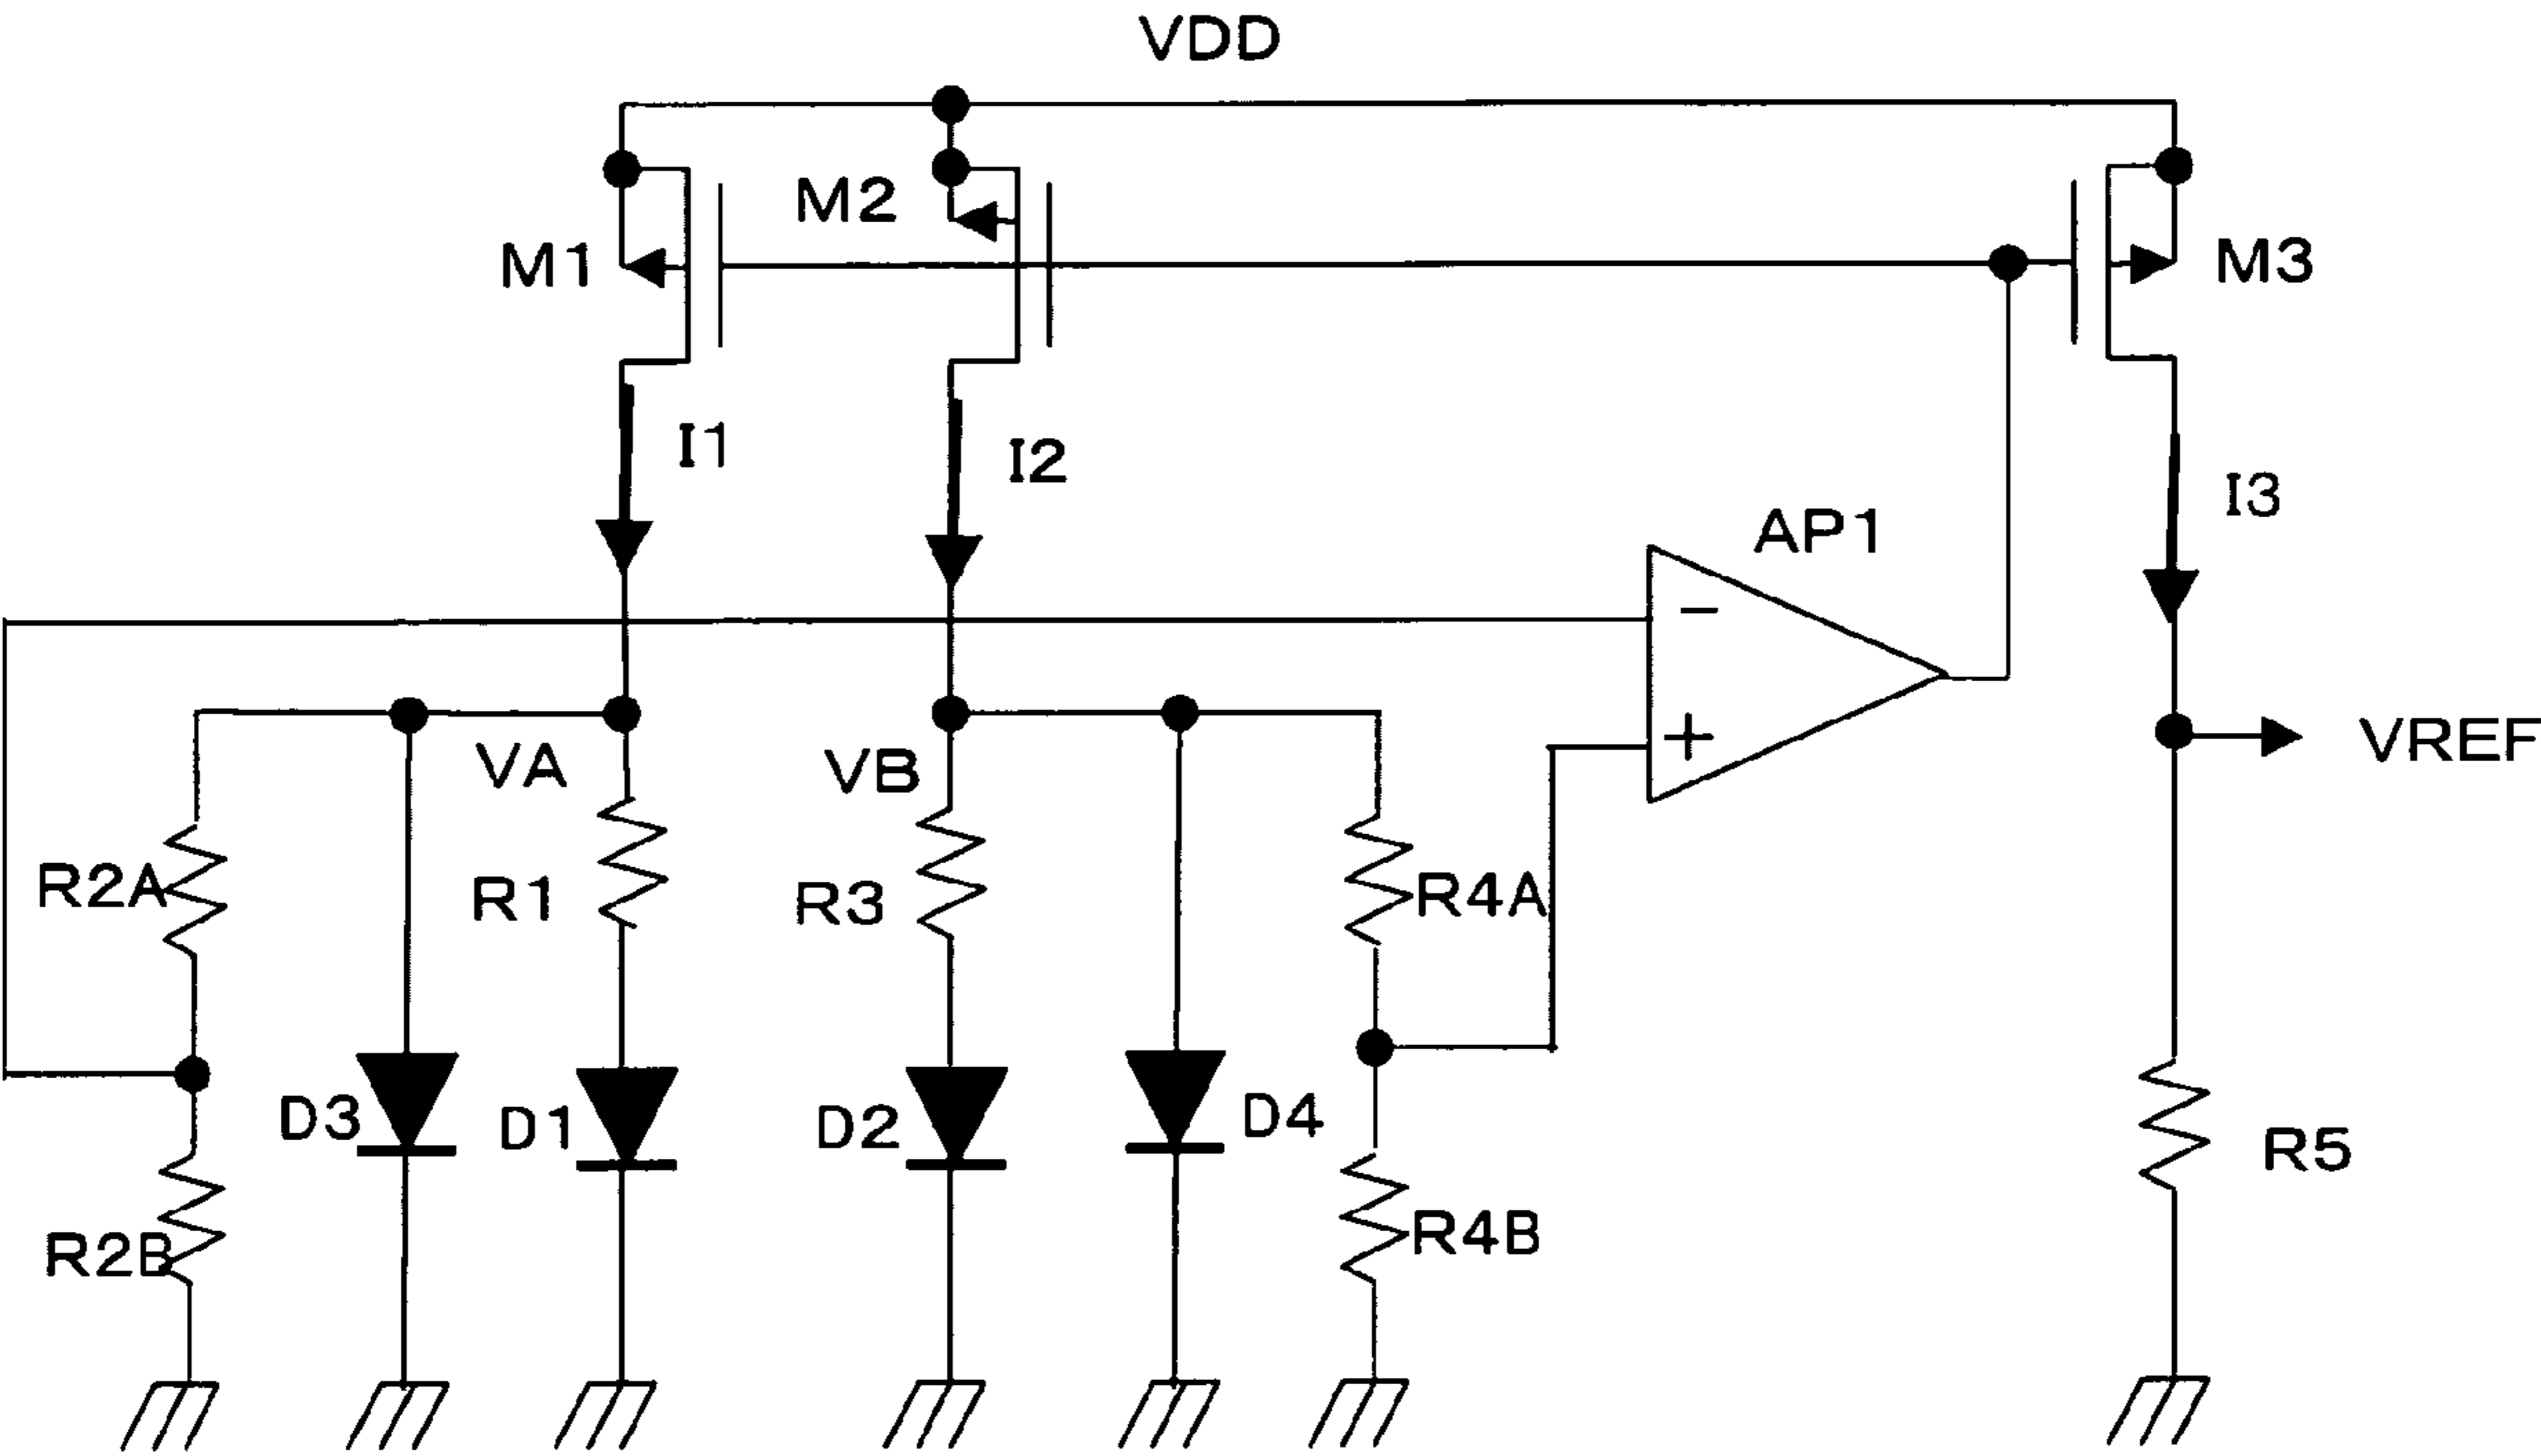 VDD
M2
M1
M3
I1
I2
I3
AP1
−
+
VA
VB
VREF
R2A
R1
R3
R4A
D3
D1
D2
D4
R5
R2B
R4B